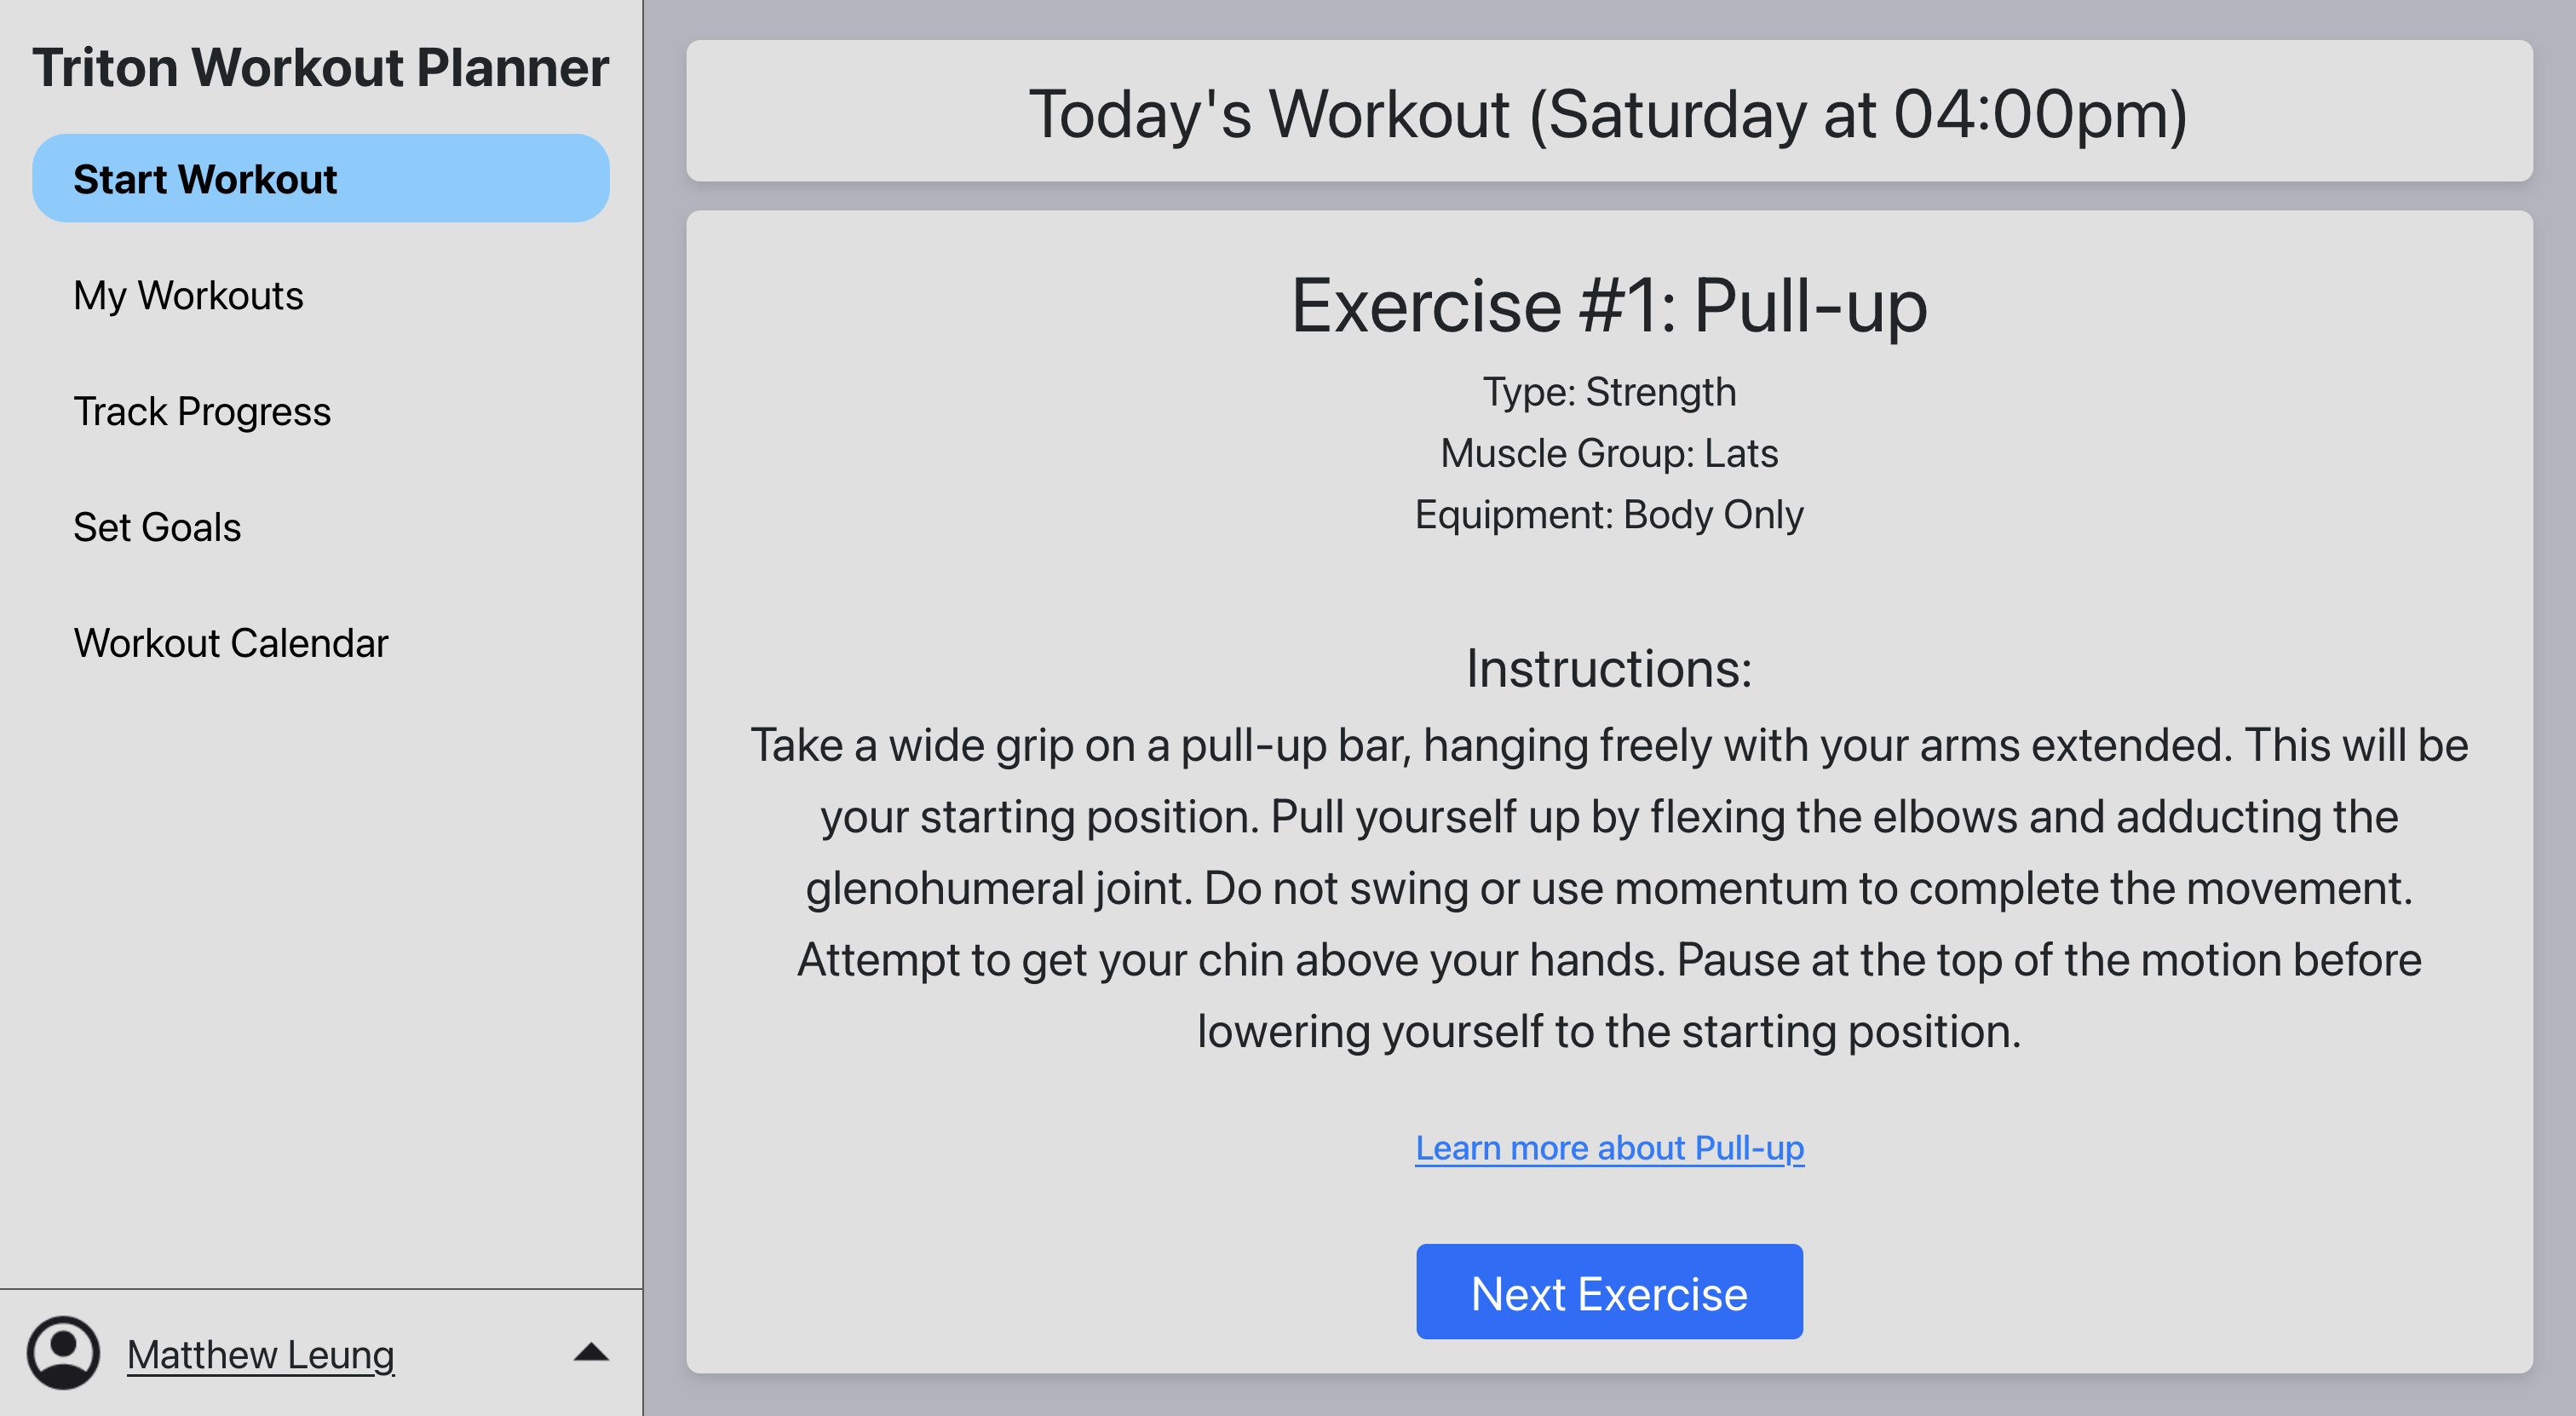 Triton Workout Planner
Start Workout
My Workouts
Track Progress
Set Goals
Workout Calendar
Matthew Leung
Today's Workout (Saturday at 04:00pm)
Exercise #1: Pull-up
Type: Strength
Muscle Group: Lats
Equipment: Body Only
Instructions:
Take a wide grip on a pull-up bar, hanging freely with your arms extended. This will be
your starting position. Pull yourself up by flexing the elbows and adducting the
glenohumeral joint. Do not swing or use momentum to complete the movement.
Attempt to get your chin above your hands. Pause at the top of the motion before
lowering yourself to the starting position.
Learn more about Pull-up
Next Exercise